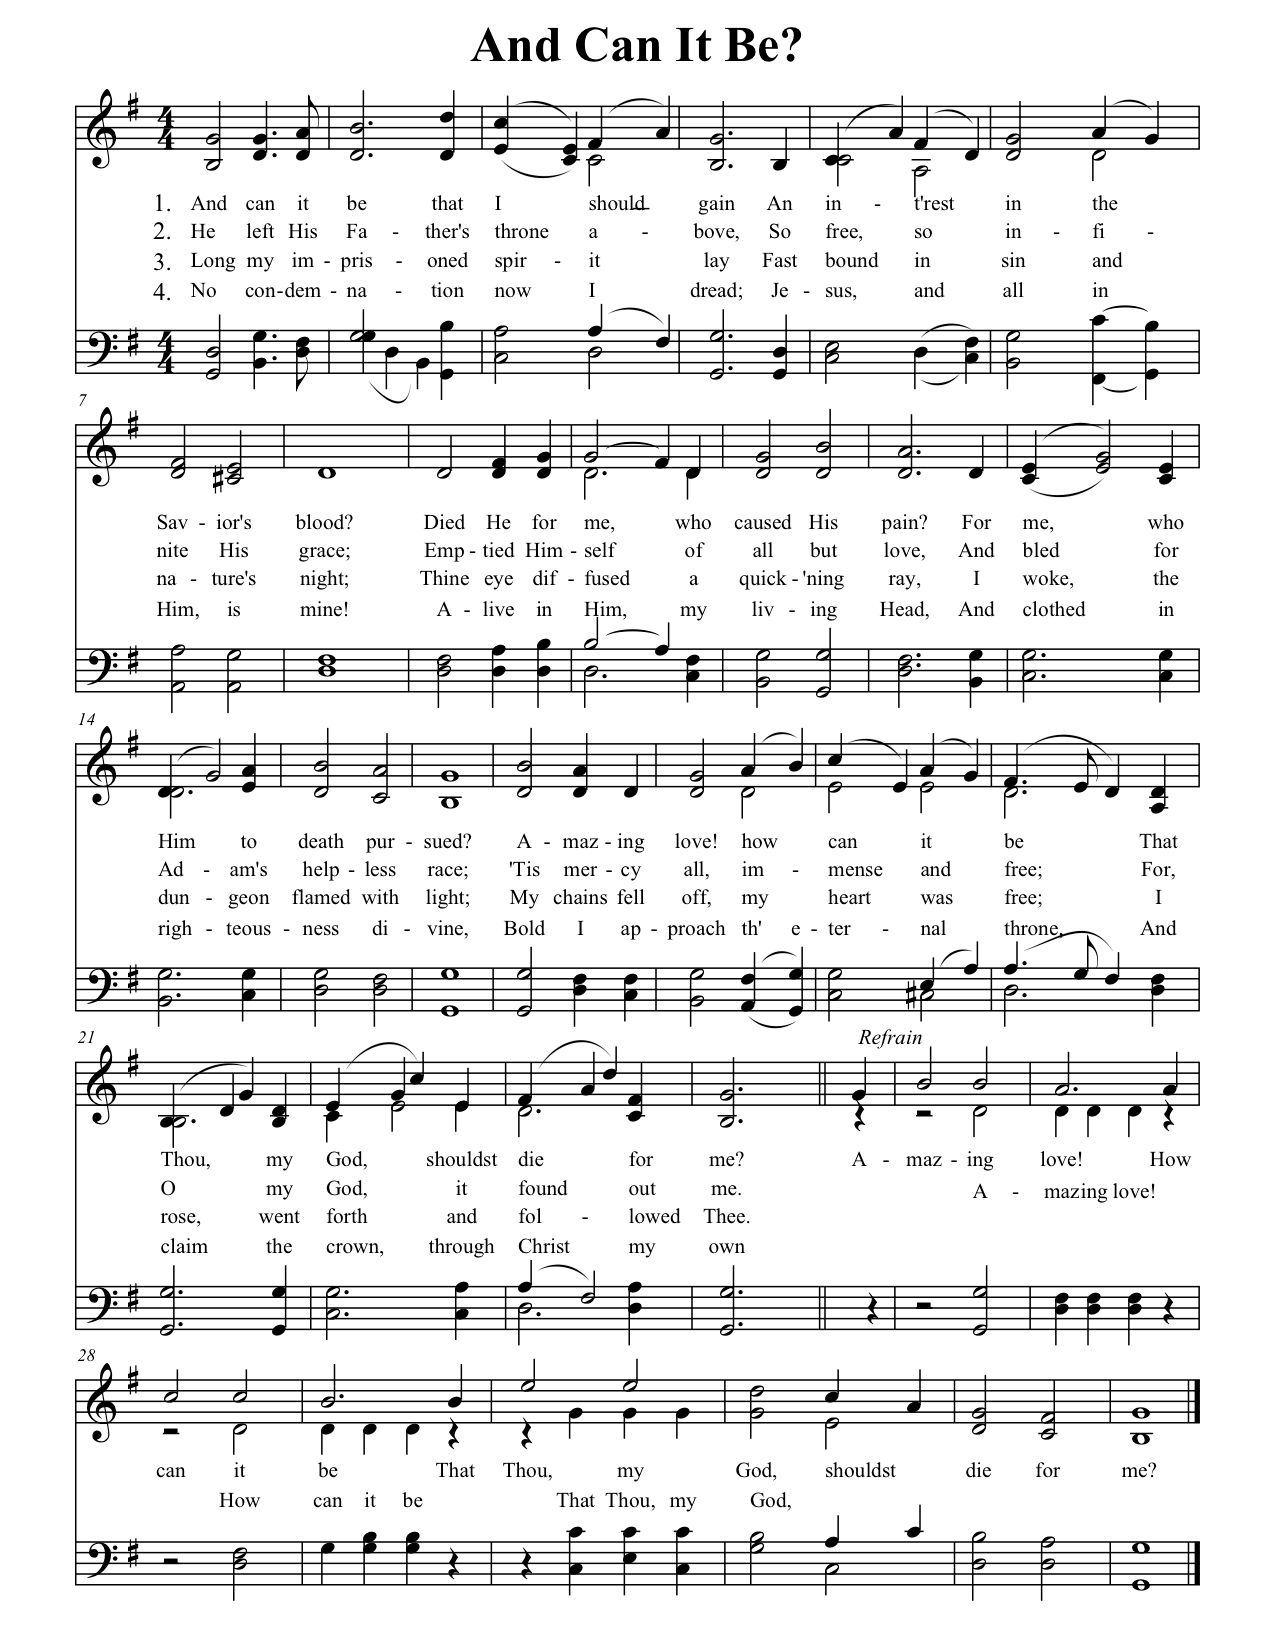 And Can It Be?
1. And can it be that I should gain An in - t'rest in the
2. He left His Fa - ther's throne a - bove, So free, so in - fi -
3. Long my im - pris - oned spir - it lay Fast bound in sin and
4. No con - dem - na - tion now I dread; Je - sus, and all in
7
Sav - ior's blood? Died He for me, who caused His pain? For me, who
nite His grace; Emp - tied Him - self of all but love, And bled for
na - ture's night; Thine eye dif - fused a quick - 'ning ray, I woke, the
Him, is mine! A - live in Him, my liv - ing Head, And clothed in
14
Him to death pur - sued? A - maz - ing love! how can it be That
Ad - am's help - less race; 'Tis mer - cy all, im - mense and free; For,
dun - geon flamed with light; My chains fell off, my heart was free; I
righ - teous - ness di - vine, Bold I ap - proach th' e - ter - nal throne, And
21
Refrain
Thou, my God, shouldst die for me? A - maz - ing love! How
O my God, it found out me. A - mazing love!
rose, went forth and fol - lowed Thee.
claim the crown, through Christ my own
28
can it be That Thou, my God, shouldst die for me?
How can it be That Thou, my God,